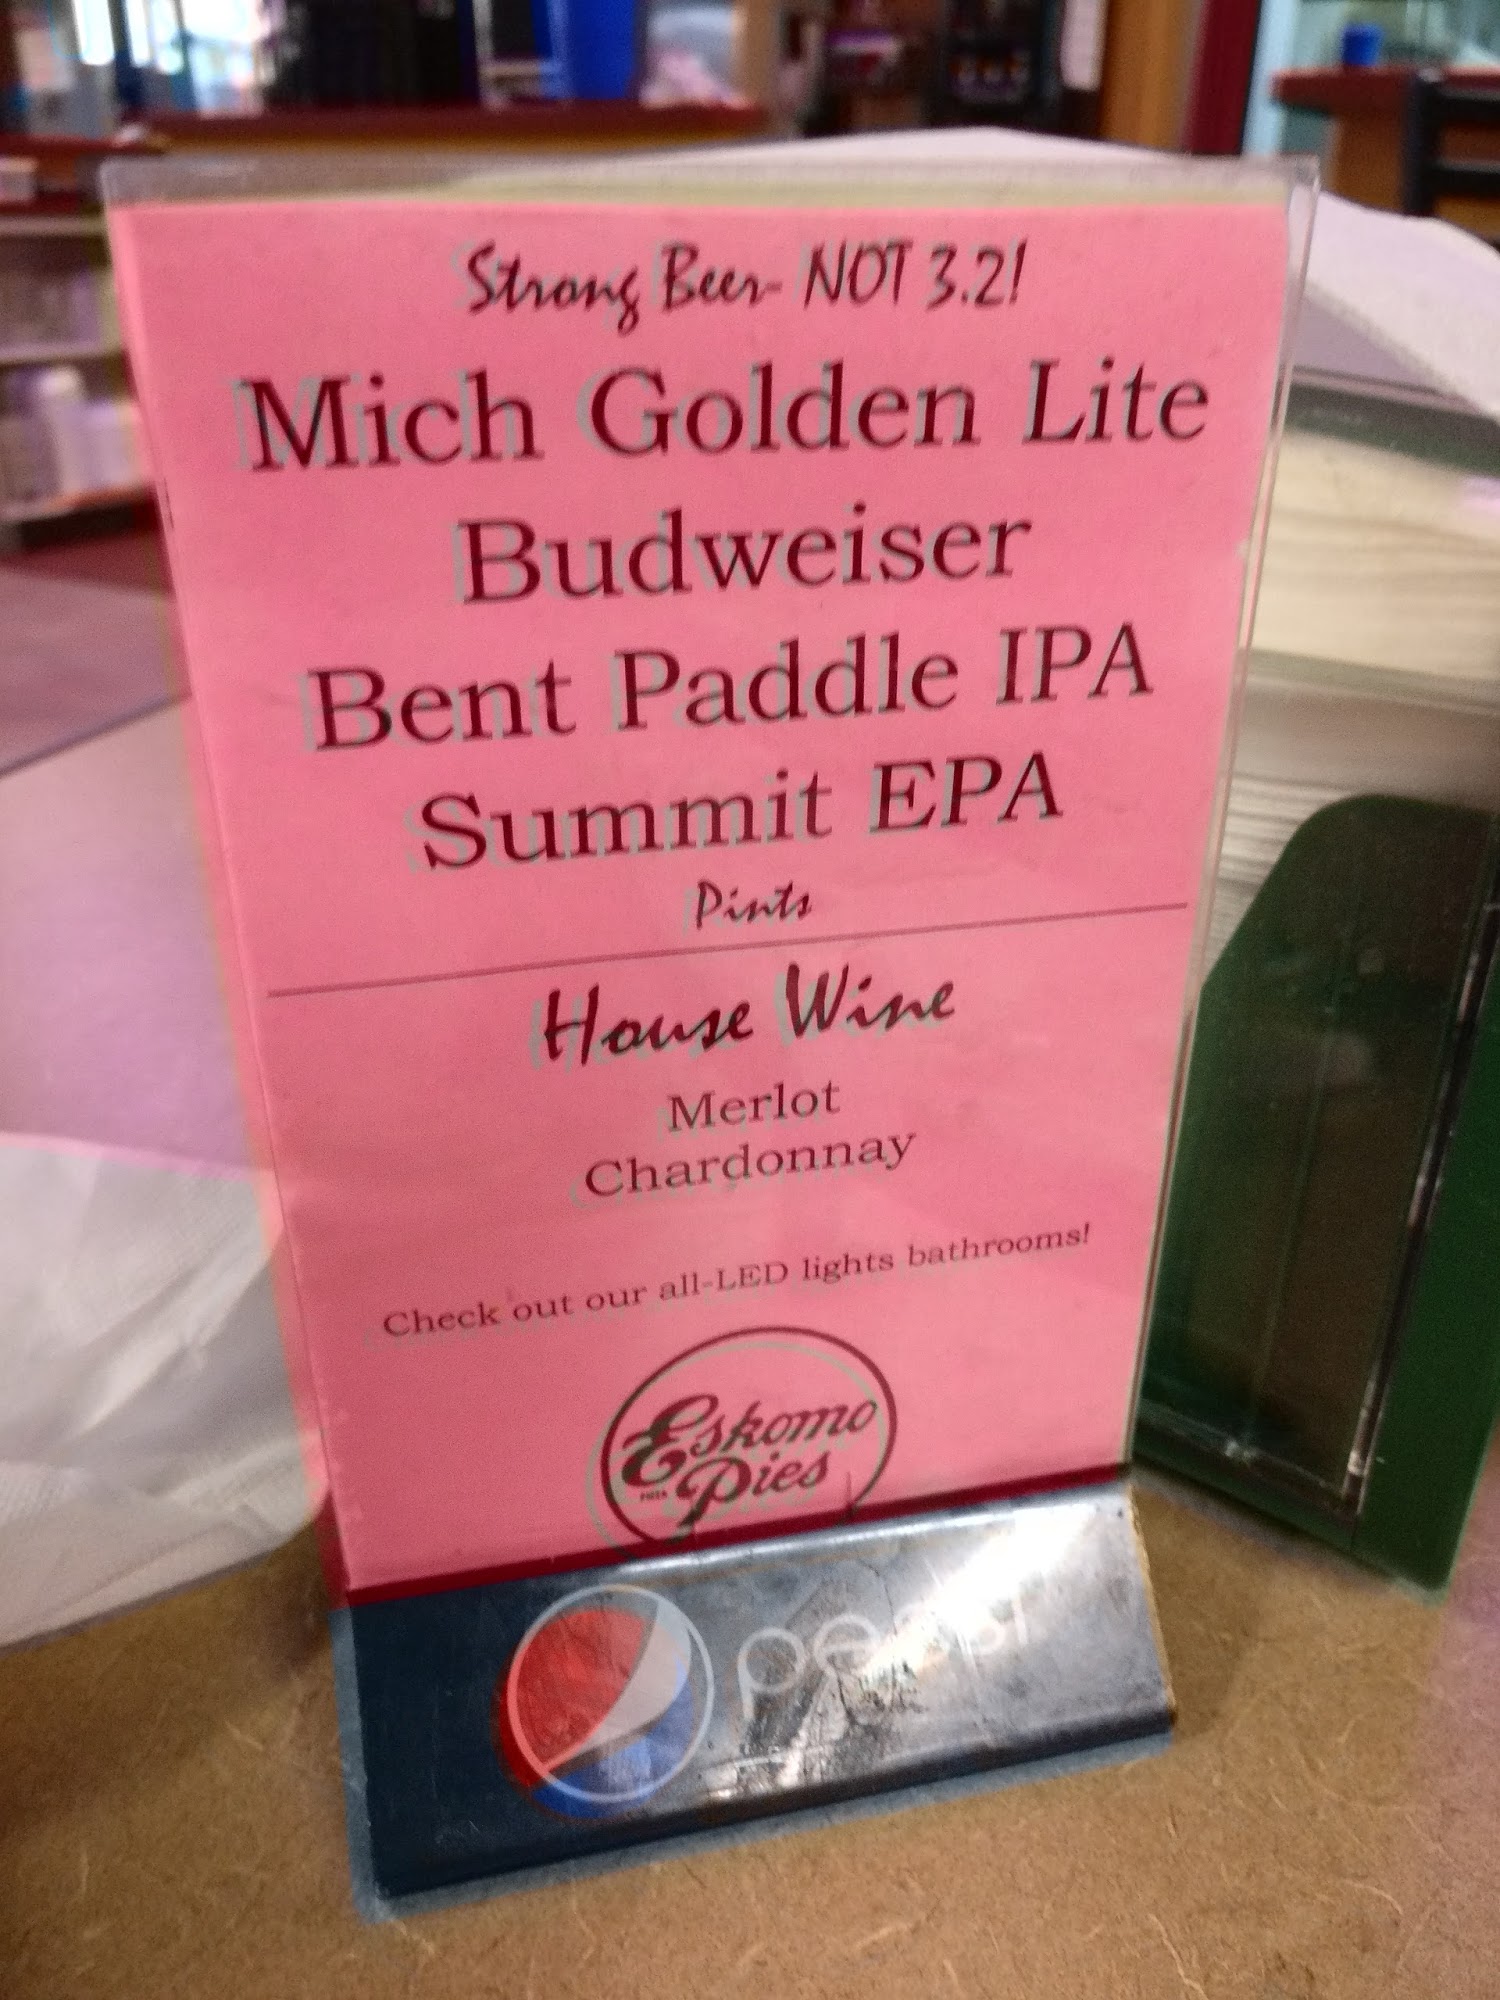 Strong Beer- NOT 3.2!
Mich Golden Lite
Budweiser
Bent Paddle IPA
Summit EPA
Pints
House Wine
Merlot
Chardonnay
Check out our all-LED lights bathrooms!
Eskomo
Pies
pepsi